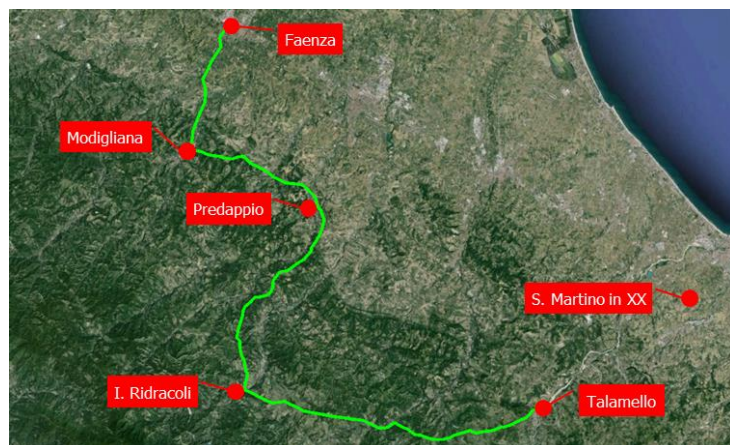 Faenza
Modigliana
Predappio
S. Martino in XX
I. Ridracoli
Talamello